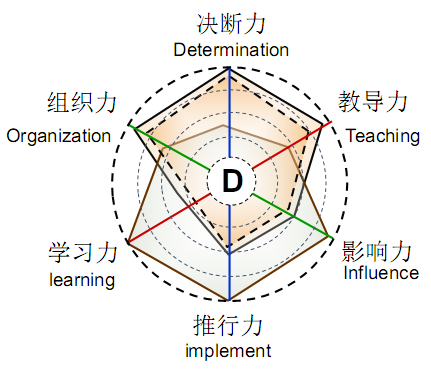 决断力
Determination
组织力
Organization
教导力
Teaching
D
学习力
learning
影响力
Influence
推行力
implement